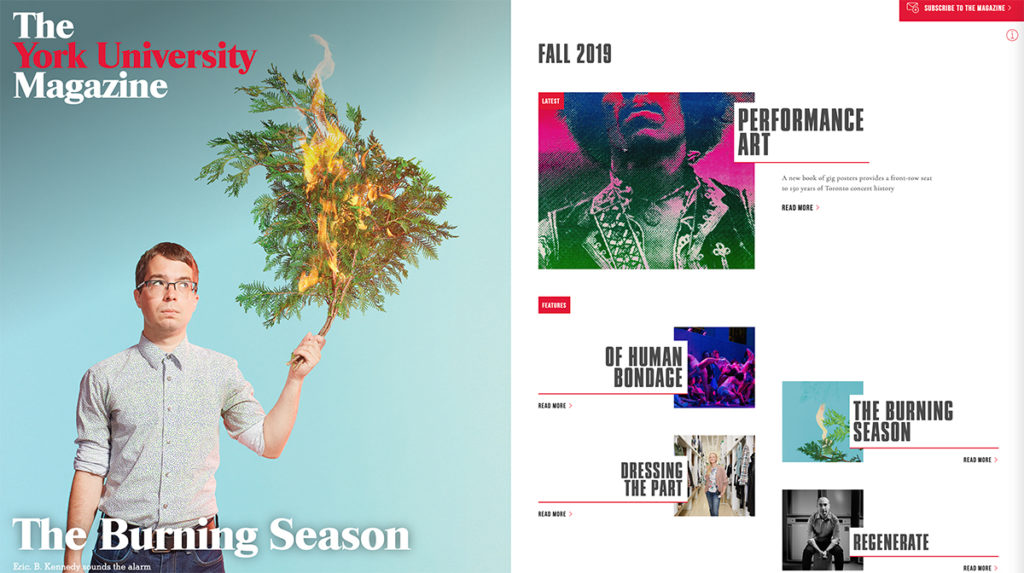 The
York University
Magazine
The Burning Season
Eric. B. Kennedy sounds the alarm
SUBSCRIBE TO THE MAGAZINE >
FALL 2019
LATEST
PERFORMANCE
ART
A new book of gig posters provides a front-row seat
to 150 years of Toronto concert history
READ MORE >
FEATURES
OF HUMAN
BONDAGE
READ MORE >
THE BURNING
SEASON
READ MORE >
DRESSING
THE PART
READ MORE >
REGENERATE
READ MORE >